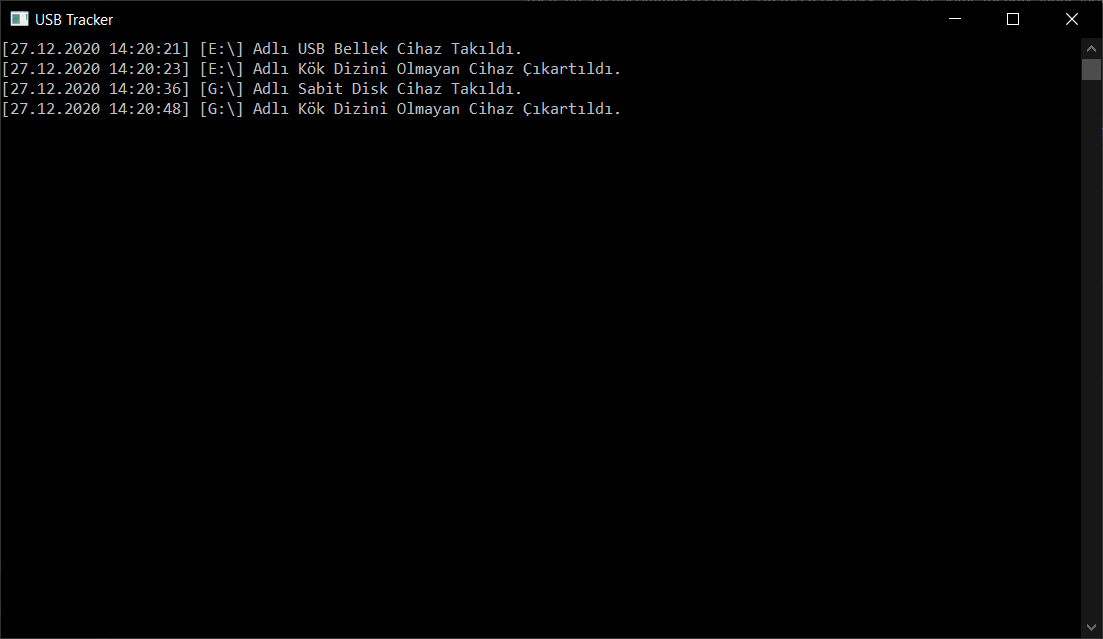 USB Tracker
[27.12.2020 14:20:21] [E:\] Adlı USB Bellek Cihaz Takıldı.
[27.12.2020 14:20:23] [E:\] Adlı Kök Dizini Olmayan Cihaz Çıkartıldı.
[27.12.2020 14:20:36] [G:\] Adlı Sabit Disk Cihaz Takıldı.
[27.12.2020 14:20:48] [G:\] Adlı Kök Dizini Olmayan Cihaz Çıkartıldı.